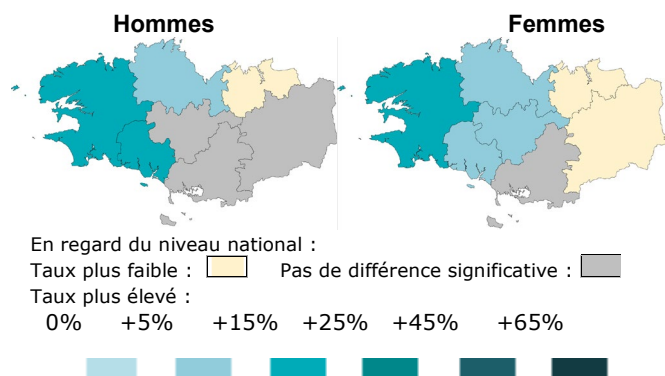 Hommes Femmes
En regard du niveau national :
Taux plus faible : Pas de différence significative :
Taux plus élevé :
0% +5% +15% +25% +45% +65%